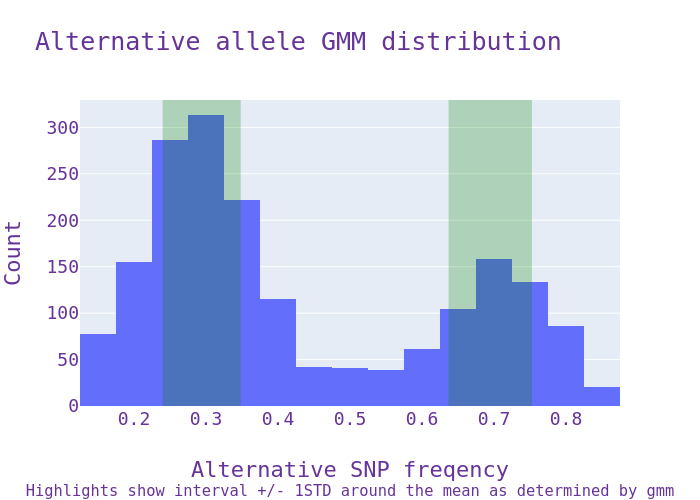 Alternative allele GMM distribution
300
250
200
150
100
50
0
Count
0.2 0.3 0.4 0.5 0.6 0.7 0.8
Alternative SNP freqency
Highlights show interval +/- 1STD around the mean as determined by gmm